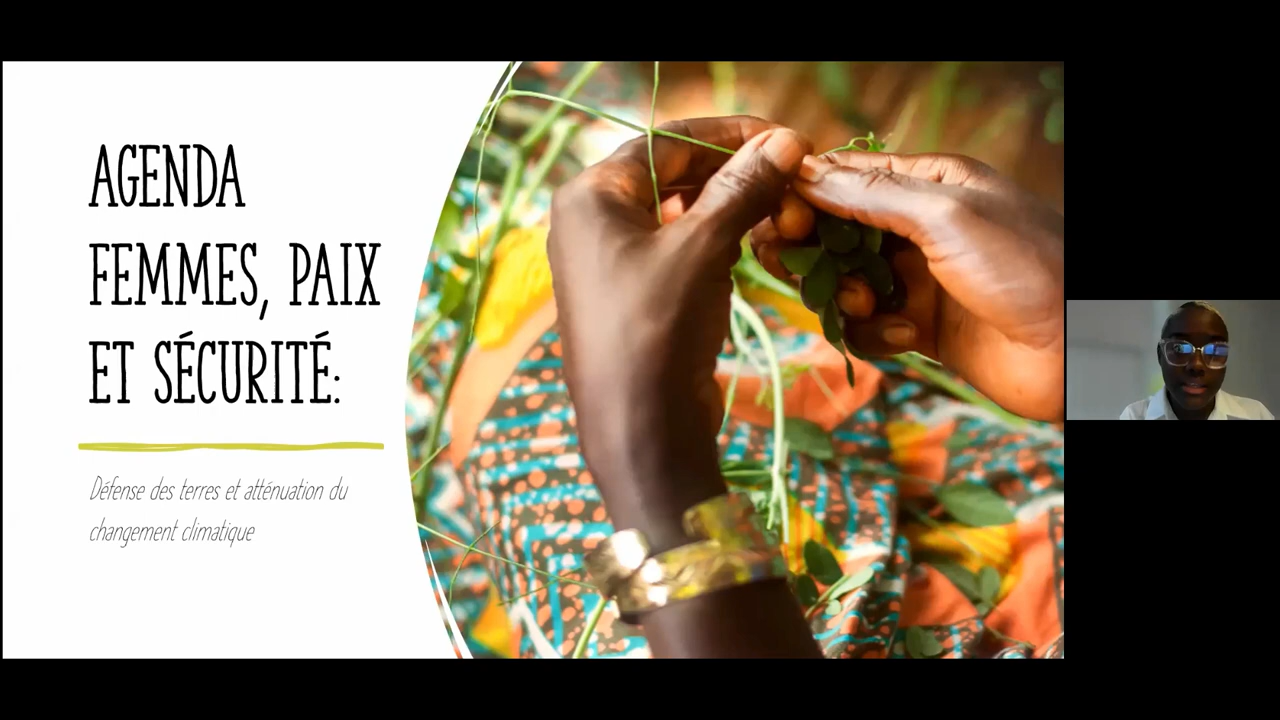 AGENDA
FEMMES, PAIX
ET SÉCURITÉ:
Défense des terres et atténuation du
changement climatique